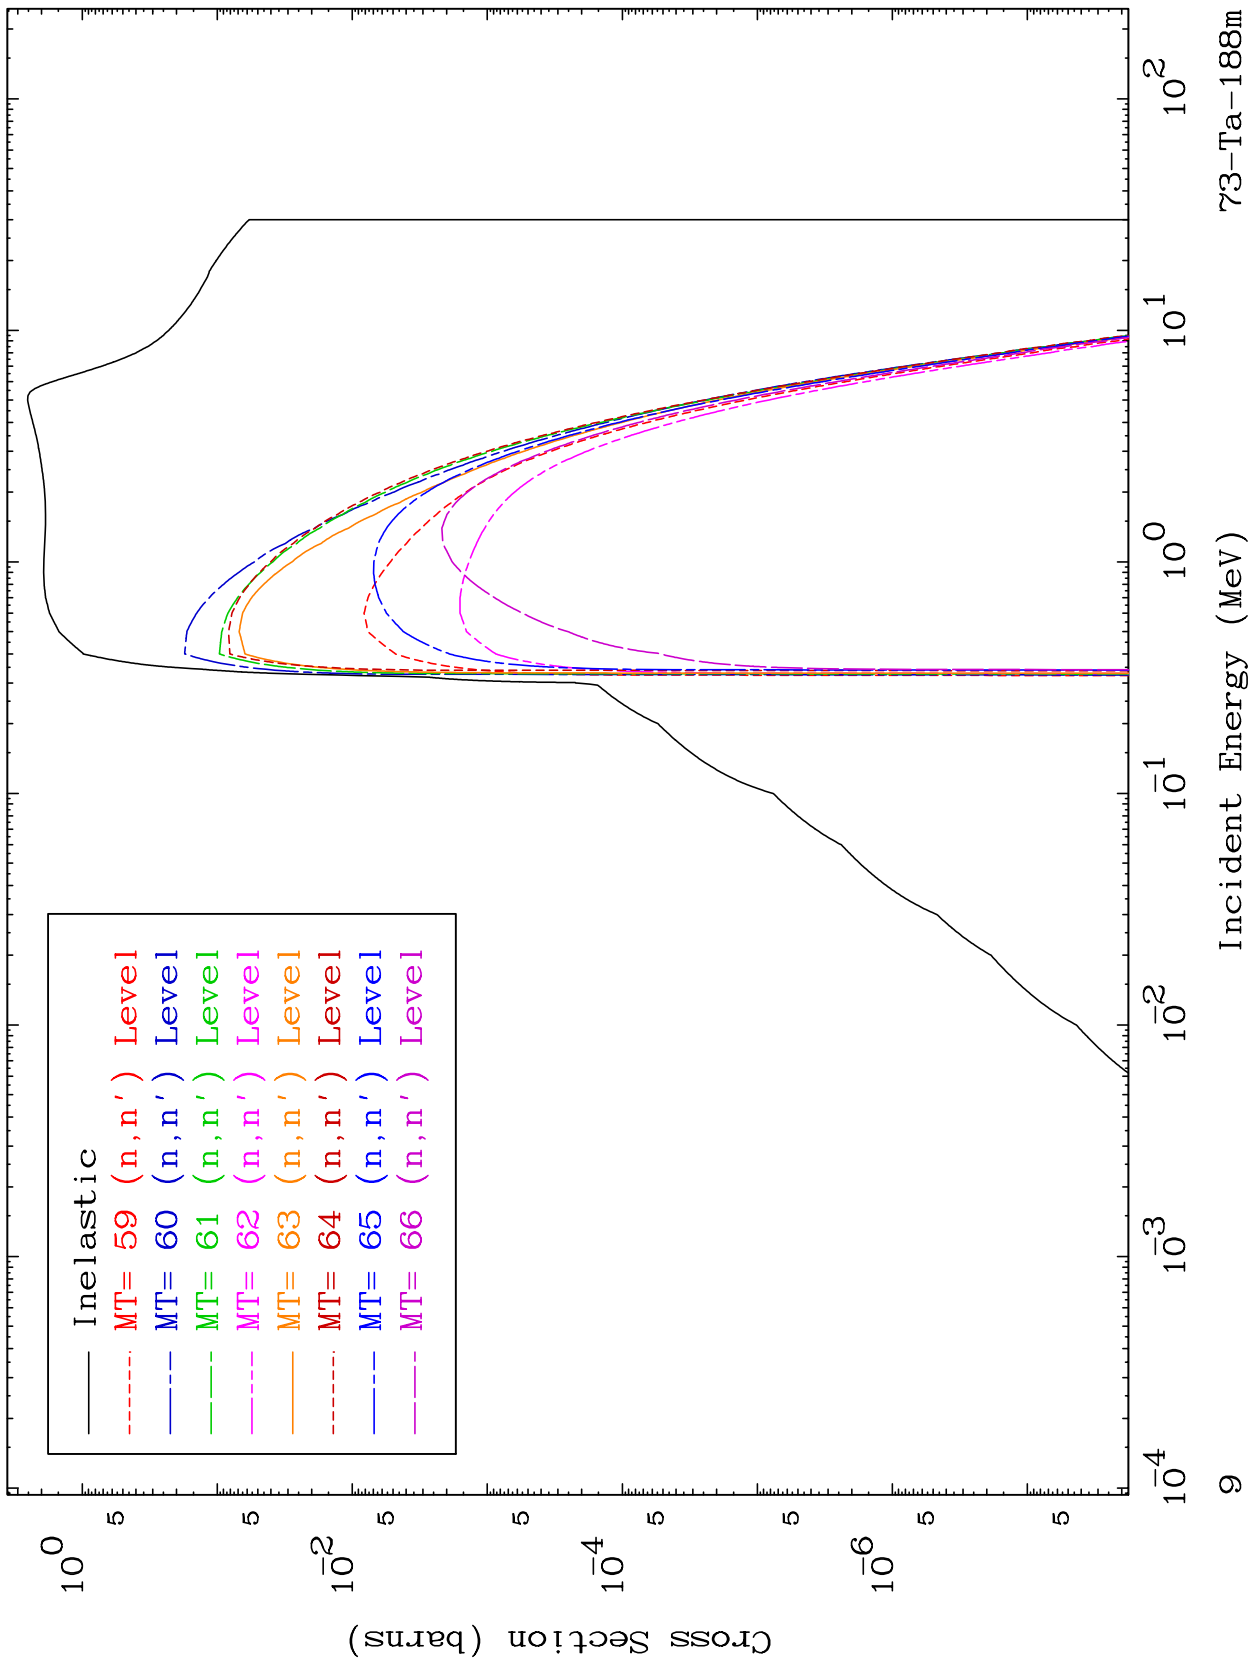 Inelastic
MT= 59 (n,n') Level
MT= 60 (n,n') Level
MT= 61 (n,n') Level
MT= 62 (n,n') Level
MT= 63 (n,n') Level
MT= 64 (n,n') Level
MT= 65 (n,n') Level
MT= 66 (n,n') Level
Cross Section (barns)
10^0
5
5
10^-2
5
5
10^-4
5
5
10^-6
5
5
10^-4
10^-3
10^-2
10^-1
10^0
10^1
10^2
9
Incident Energy (MeV)
73-Ta-188m